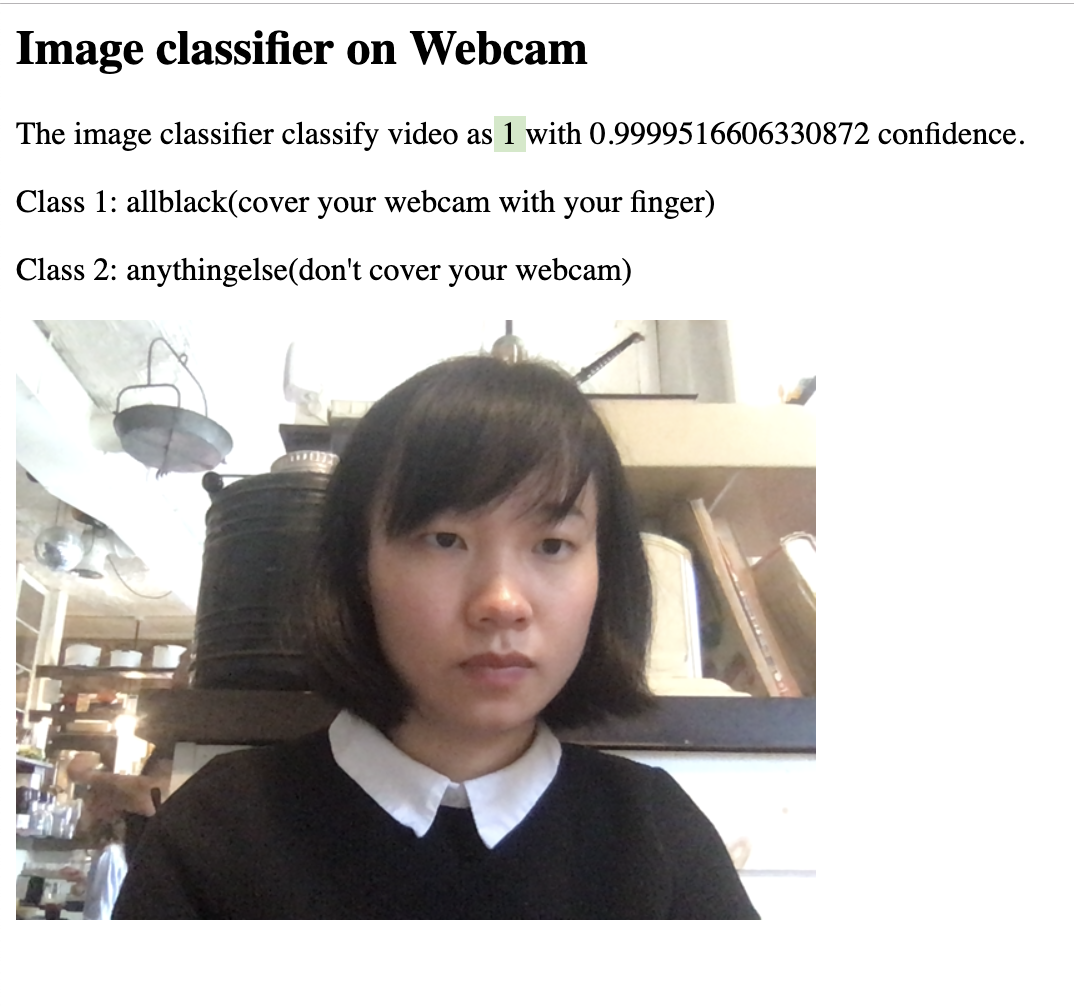 Image classifier on Webcam
The image classifier classify video as 1 with 0.9999516606330872 confidence.
Class 1: allblack(cover your webcam with your finger)
Class 2: anythingelse(don't cover your webcam)